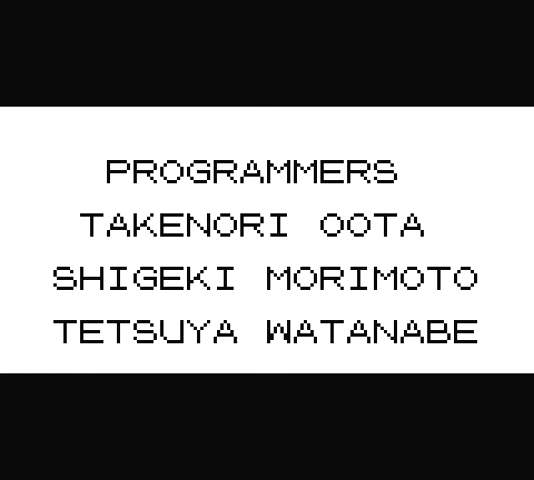 PROGRAMMERS
TAKENORI OOTA
SHIGEKI MORIMOTO
TETSUYA WATANABE